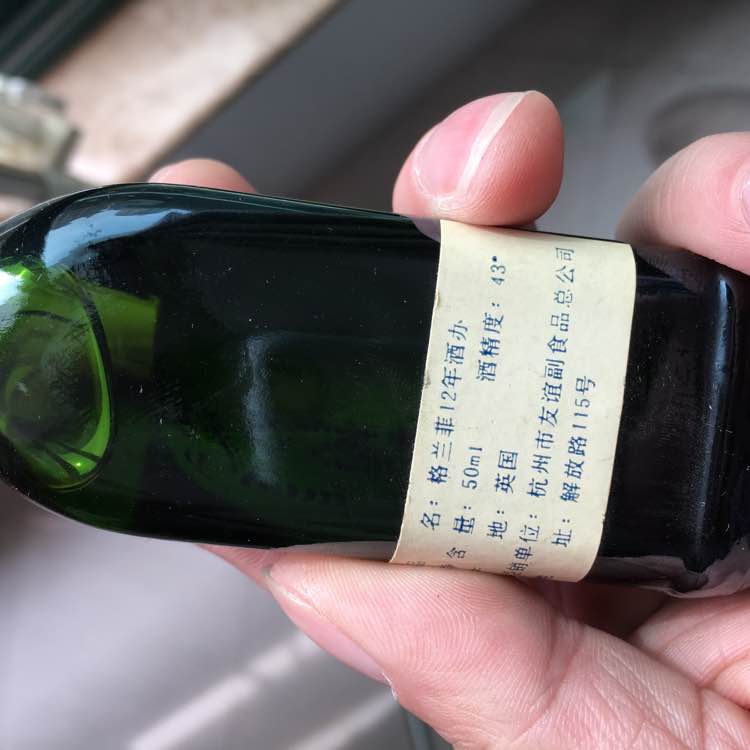 名：格兰菲12年酒办
含量：50ml 酒精度：43°
地：英国
销单位：杭州市友谊副食品总公司
址：解放路115号